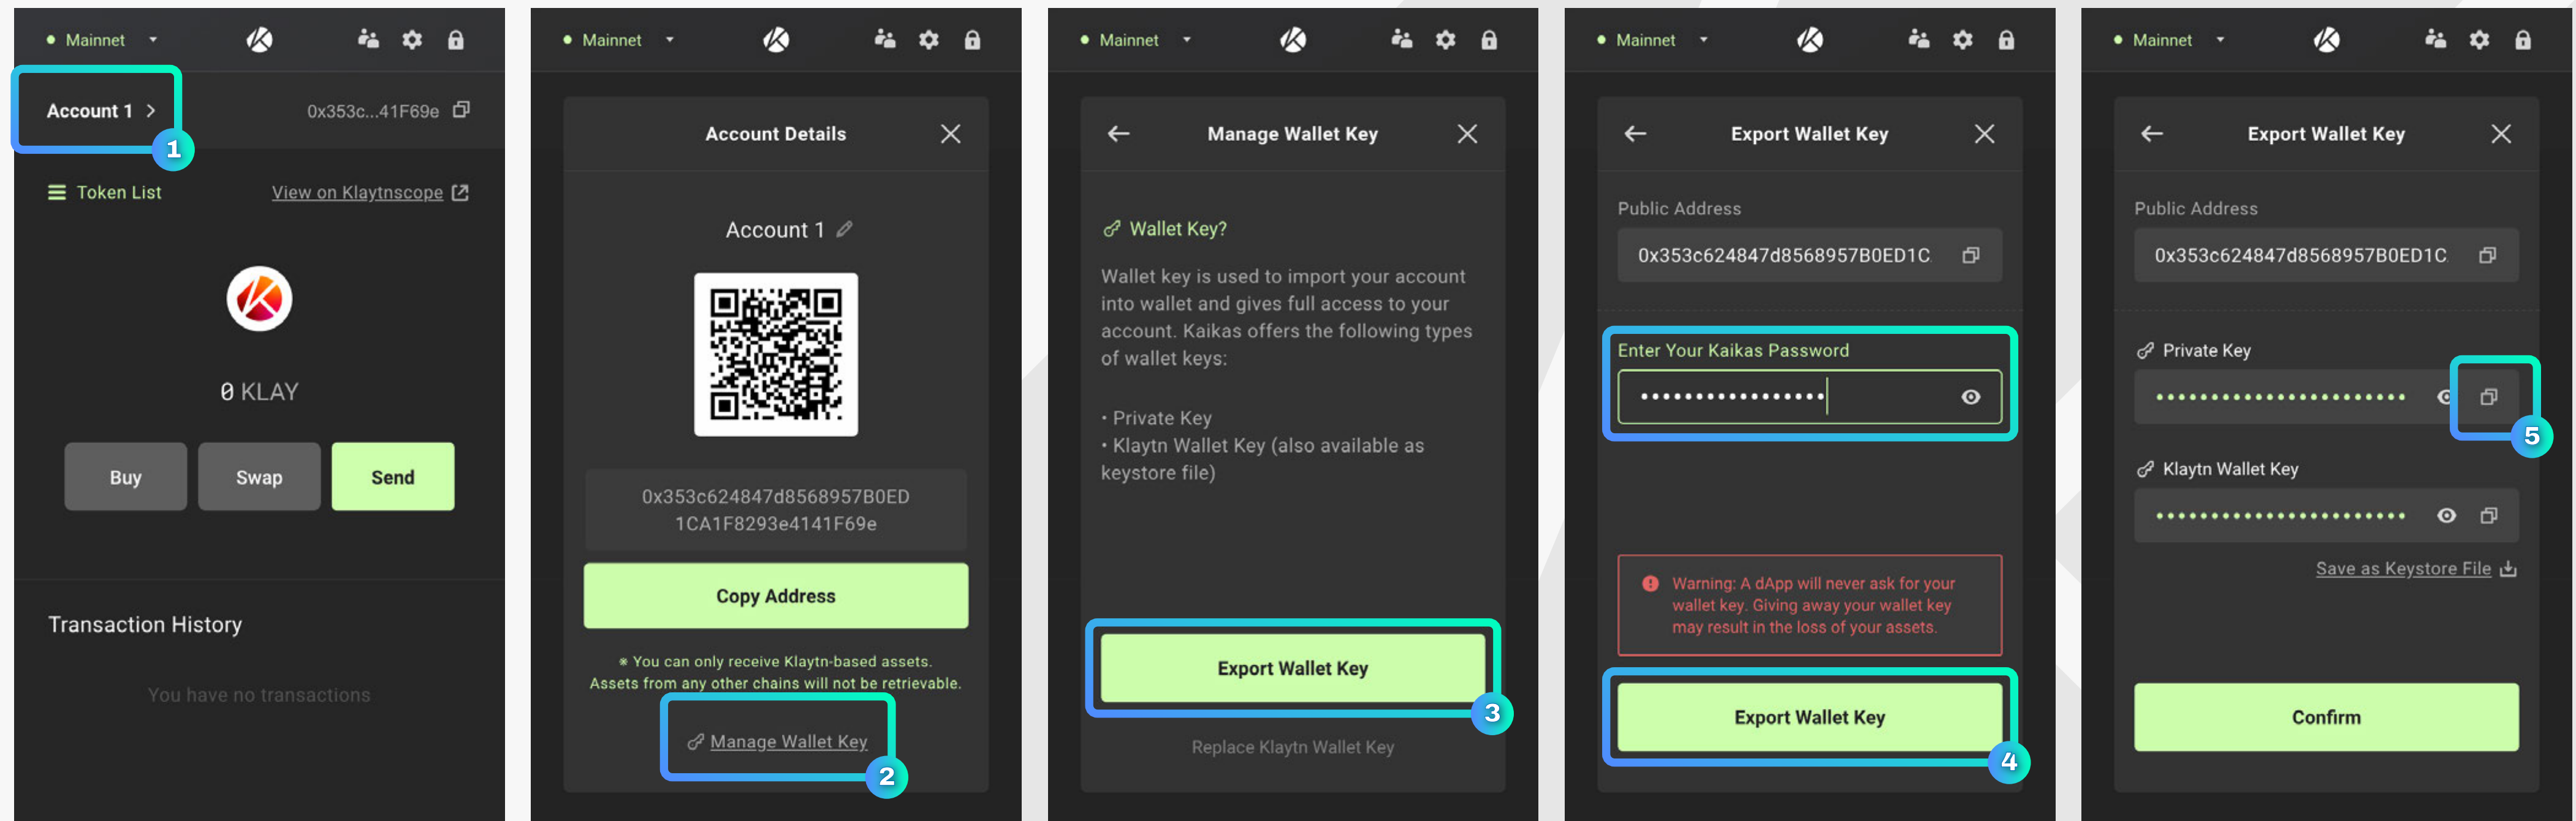 Mainnet
Account 1
0x353c...41F69e
1
Token List
View on Klaytnscope
0 KLAY
Buy
Swap
Send
Transaction History
You have no transactions
Mainnet
Account Details
Account 1
0x353c624847d8568957B0ED
1CA1F8293e4141F69e
Copy Address
※ You can only receive Klaytn-based assets.
Assets from any other chains will not be retrievable.
Manage Wallet Key
2
Mainnet
Manage Wallet Key
Wallet Key?
Wallet key is used to import your account
into wallet and gives full access to your
account. Kaikas offers the following types
of wallet keys:
• Private Key
• Klaytn Wallet Key (also available as
keystore file)
Export Wallet Key
3
Replace Klaytn Wallet Key
Mainnet
Export Wallet Key
Public Address
0x353c624847d8568957B0ED1C
Enter Your Kaikas Password
Warning: A dApp will never ask for your
wallet key. Giving away your wallet key
may result in the loss of your assets.
Export Wallet Key
4
Mainnet
Export Wallet Key
Public Address
0x353c624847d8568957B0ED1C
Private Key
5
Klaytn Wallet Key
Save as Keystore File
Confirm